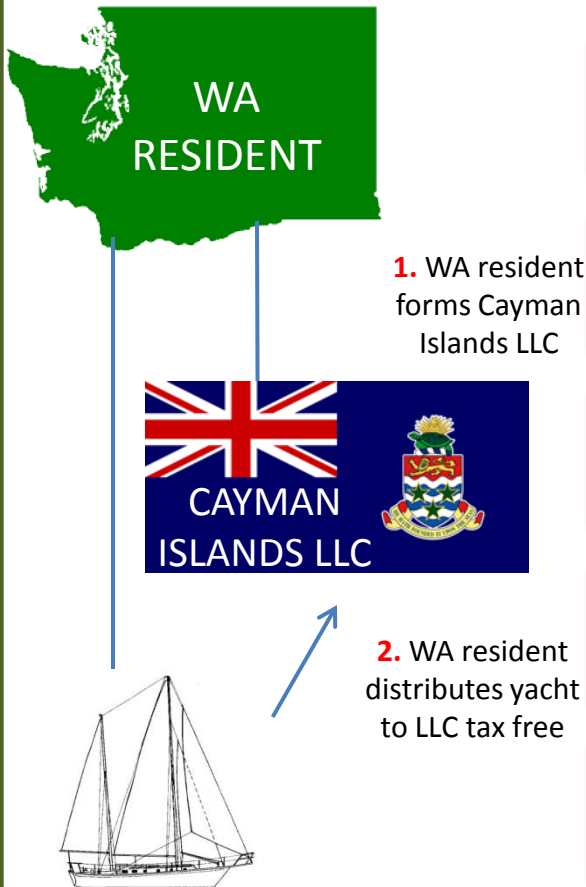 WA
RESIDENT
1. WA resident
forms Cayman
Islands LLC
CAYMAN
ISLANDS LLC
2. WA resident
distributes yacht
to LLC tax free